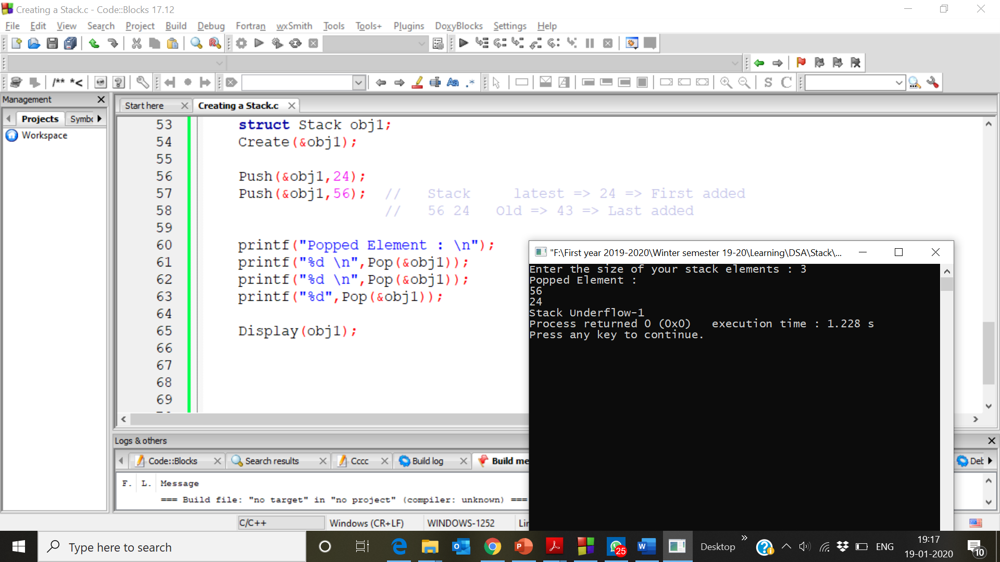 Creating a Stack.c - Code::Blocks 17.12
File Edit View Search Project Build Debug Fortran wxSmith Tools Tools+ Plugins DoxyBlocks Settings Help
/** *<
S C
Management
Start here
Creating a Stack.c
Projects
Symbo
Workspace
53 struct Stack obj1;
54 Create(&obj1);
55
56 Push(&obj1,24);
57 Push(&obj1,56); // Stack latest => 24 => First added
58 // 56 24 Old => 43 => Last added
59
60 printf("Popped Element : \n");
61 printf("%d \n",Pop(&obj1));
62 printf("%d \n",Pop(&obj1));
63 printf("%d",Pop(&obj1));
64
65 Display(obj1);
66
67
68
69
"F:\First year 2019-2020\Winter semester 19-20\Learning\DSA\Stack\...
Enter the size of your stack elements : 3
Popped Element :
56
24
Stack Underflow-1
Process returned 0 (0x0) execution time : 1.228 s
Press any key to continue.
Logs & others
Code::Blocks
Search results
Cccc
Build log
Build me
Deb
F. L. Message
=== Build file: "no target" in "no project" (compiler: unknown) ===
C/C++
Windows (CR+LF)
WINDOWS-1252
Lin
Type here to search
25
Desktop
ENG
19:17
19-01-2020
10